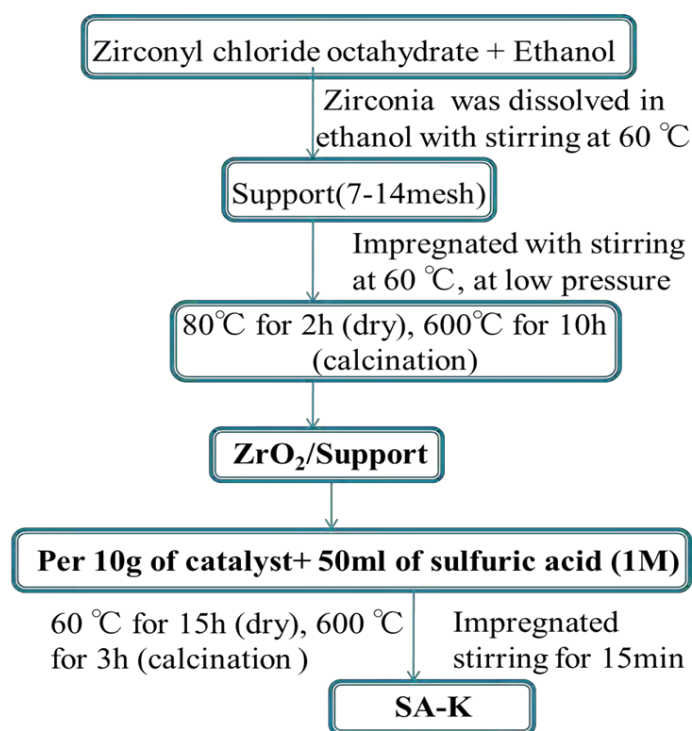 Zirconyl chloride octahydrate + Ethanol
Zirconia was dissolved in
ethanol with stirring at 60 ℃
Support(7-14mesh)
Impregnated with stirring
at 60 ℃, at low pressure
80℃ for 2h (dry), 600℃ for 10h
(calcination)
ZrO₂/Support
Per 10g of catalyst+ 50ml of sulfuric acid (1M)
60 ℃ for 15h (dry), 600 ℃
for 3h (calcination )
Impregnated
stirring for 15min
SA-K